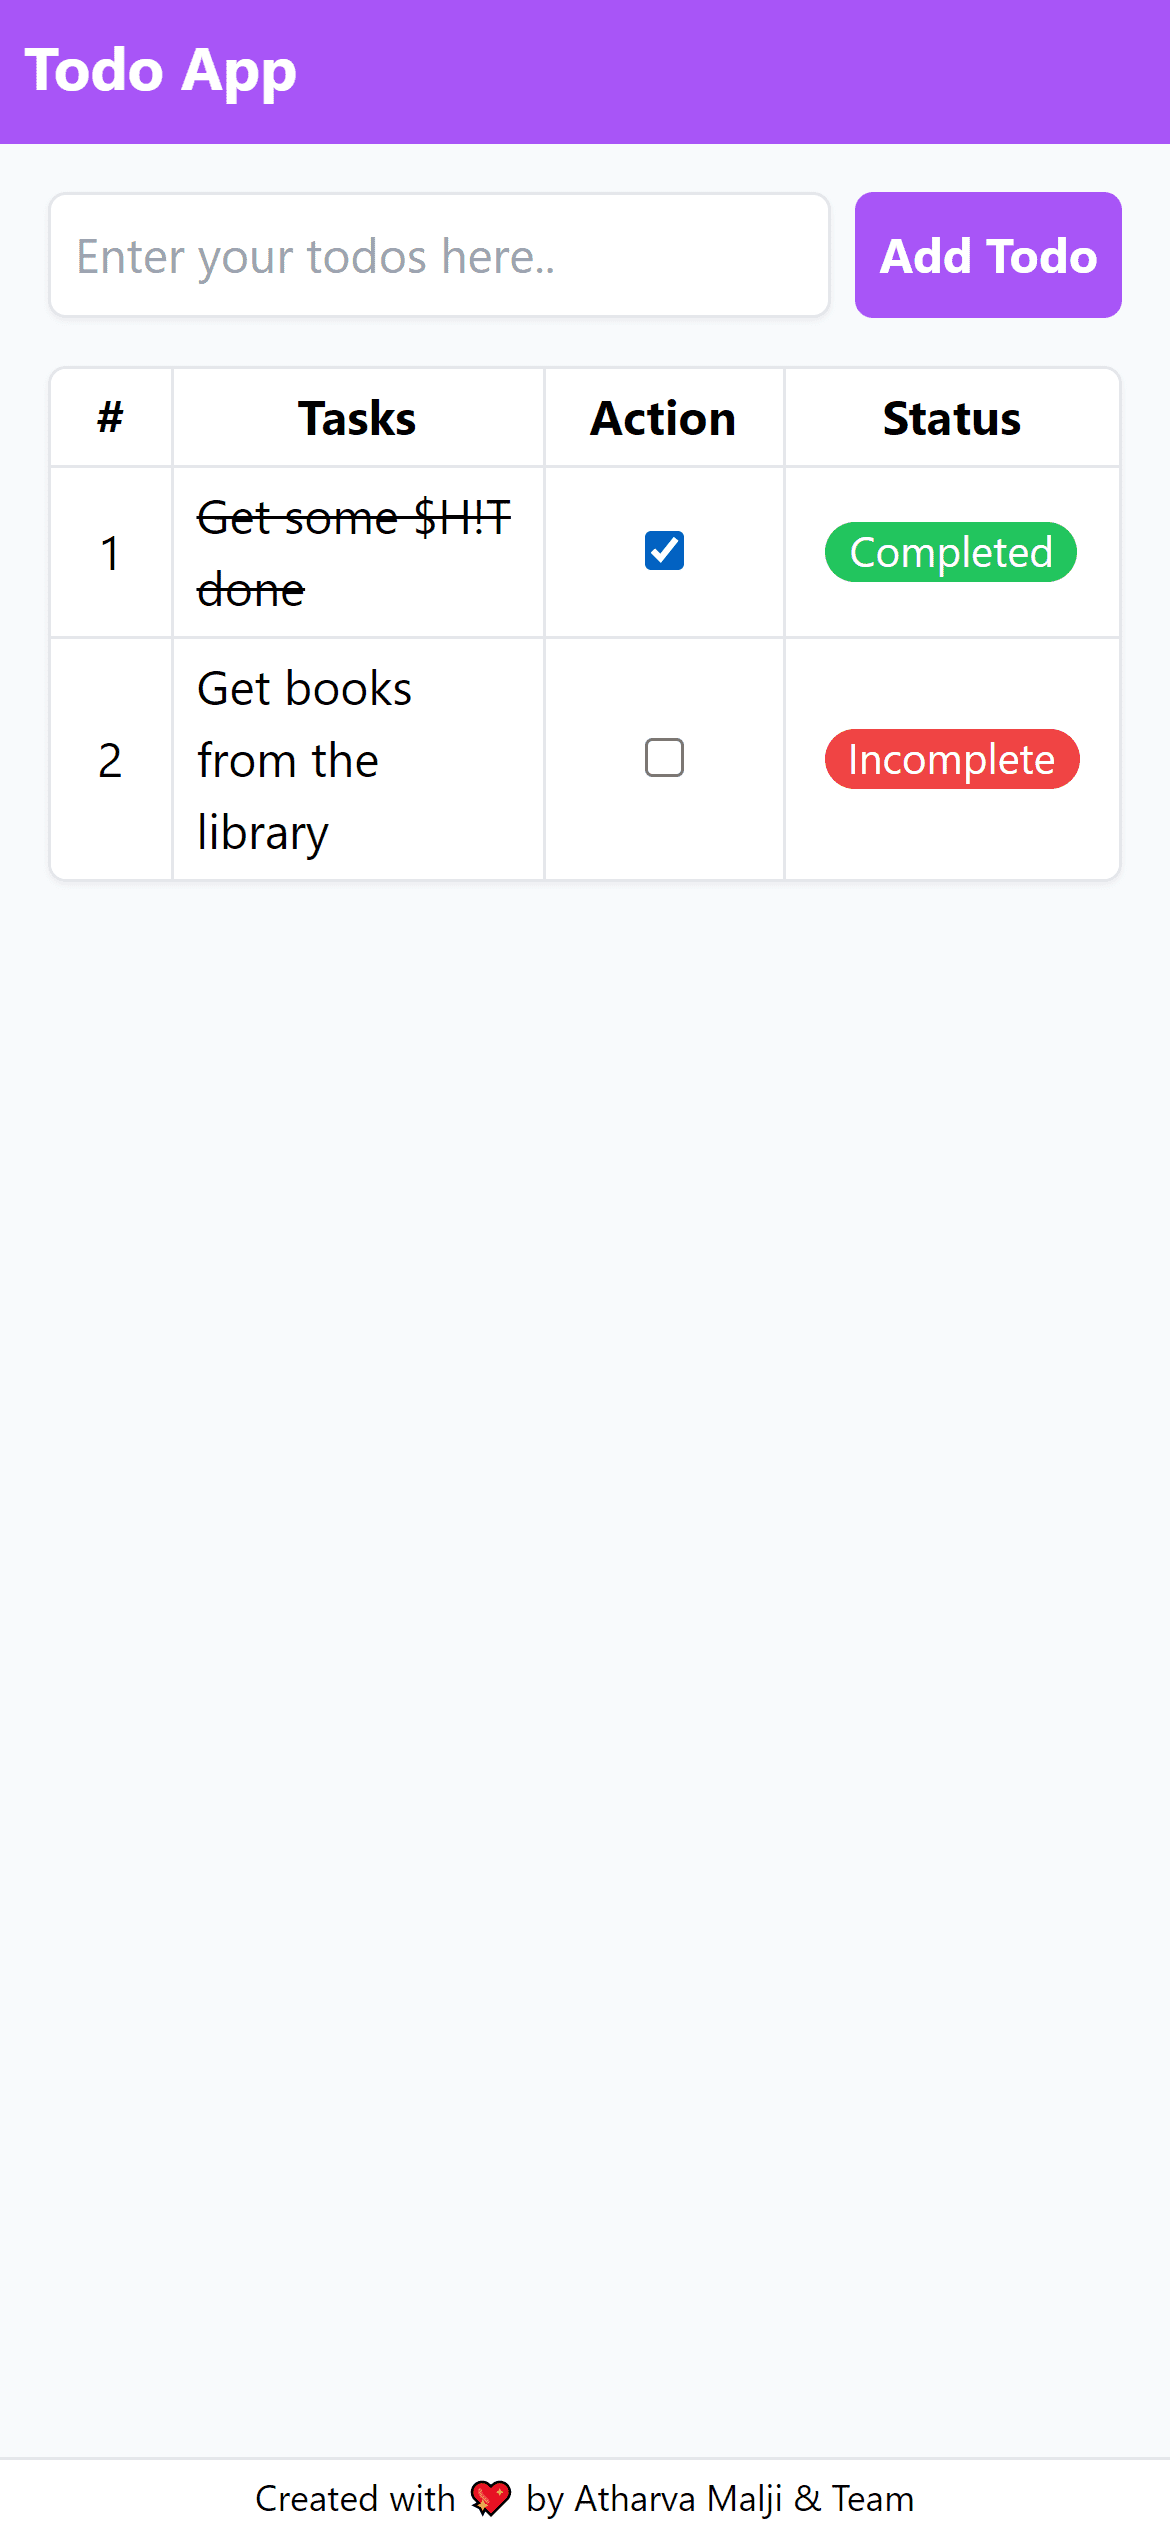 Todo App
Enter your todos here..
Add Todo
# Tasks Action Status
1 Get some $H!T done Completed
2 Get books from the library Incomplete
Created with 💖 by Atharva Malji & Team